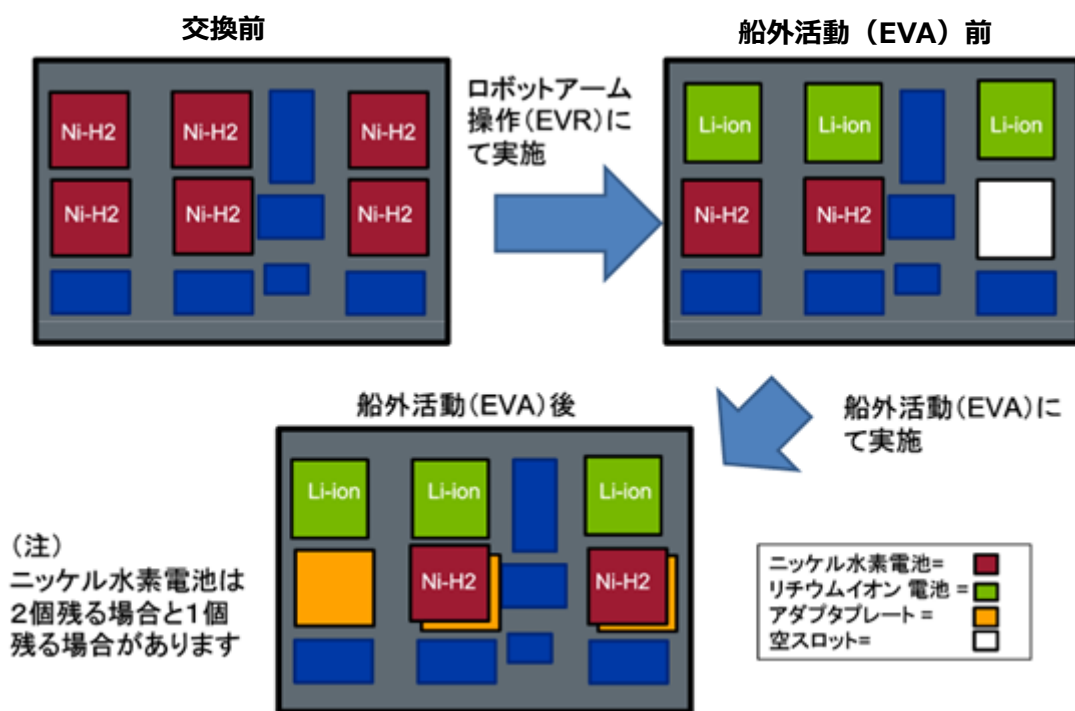 交換前
船外活動（EVA）前
Ni-H2
Ni-H2
Ni-H2
Ni-H2
Ni-H2
Ni-H2
ロボットアーム
操作(EVR)に
て実施
Li-ion
Li-ion
Li-ion
Ni-H2
Ni-H2
船外活動(EVA)後
船外活動(EVA)に
て実施
Li-ion
Li-ion
Li-ion
Ni-H2
Ni-H2
(注)
ニッケル水素電池は
2個残る場合と1個
残る場合があります
ニッケル水素電池=
リチウムイオン 電池 =
アダプタプレート =
空スロット=